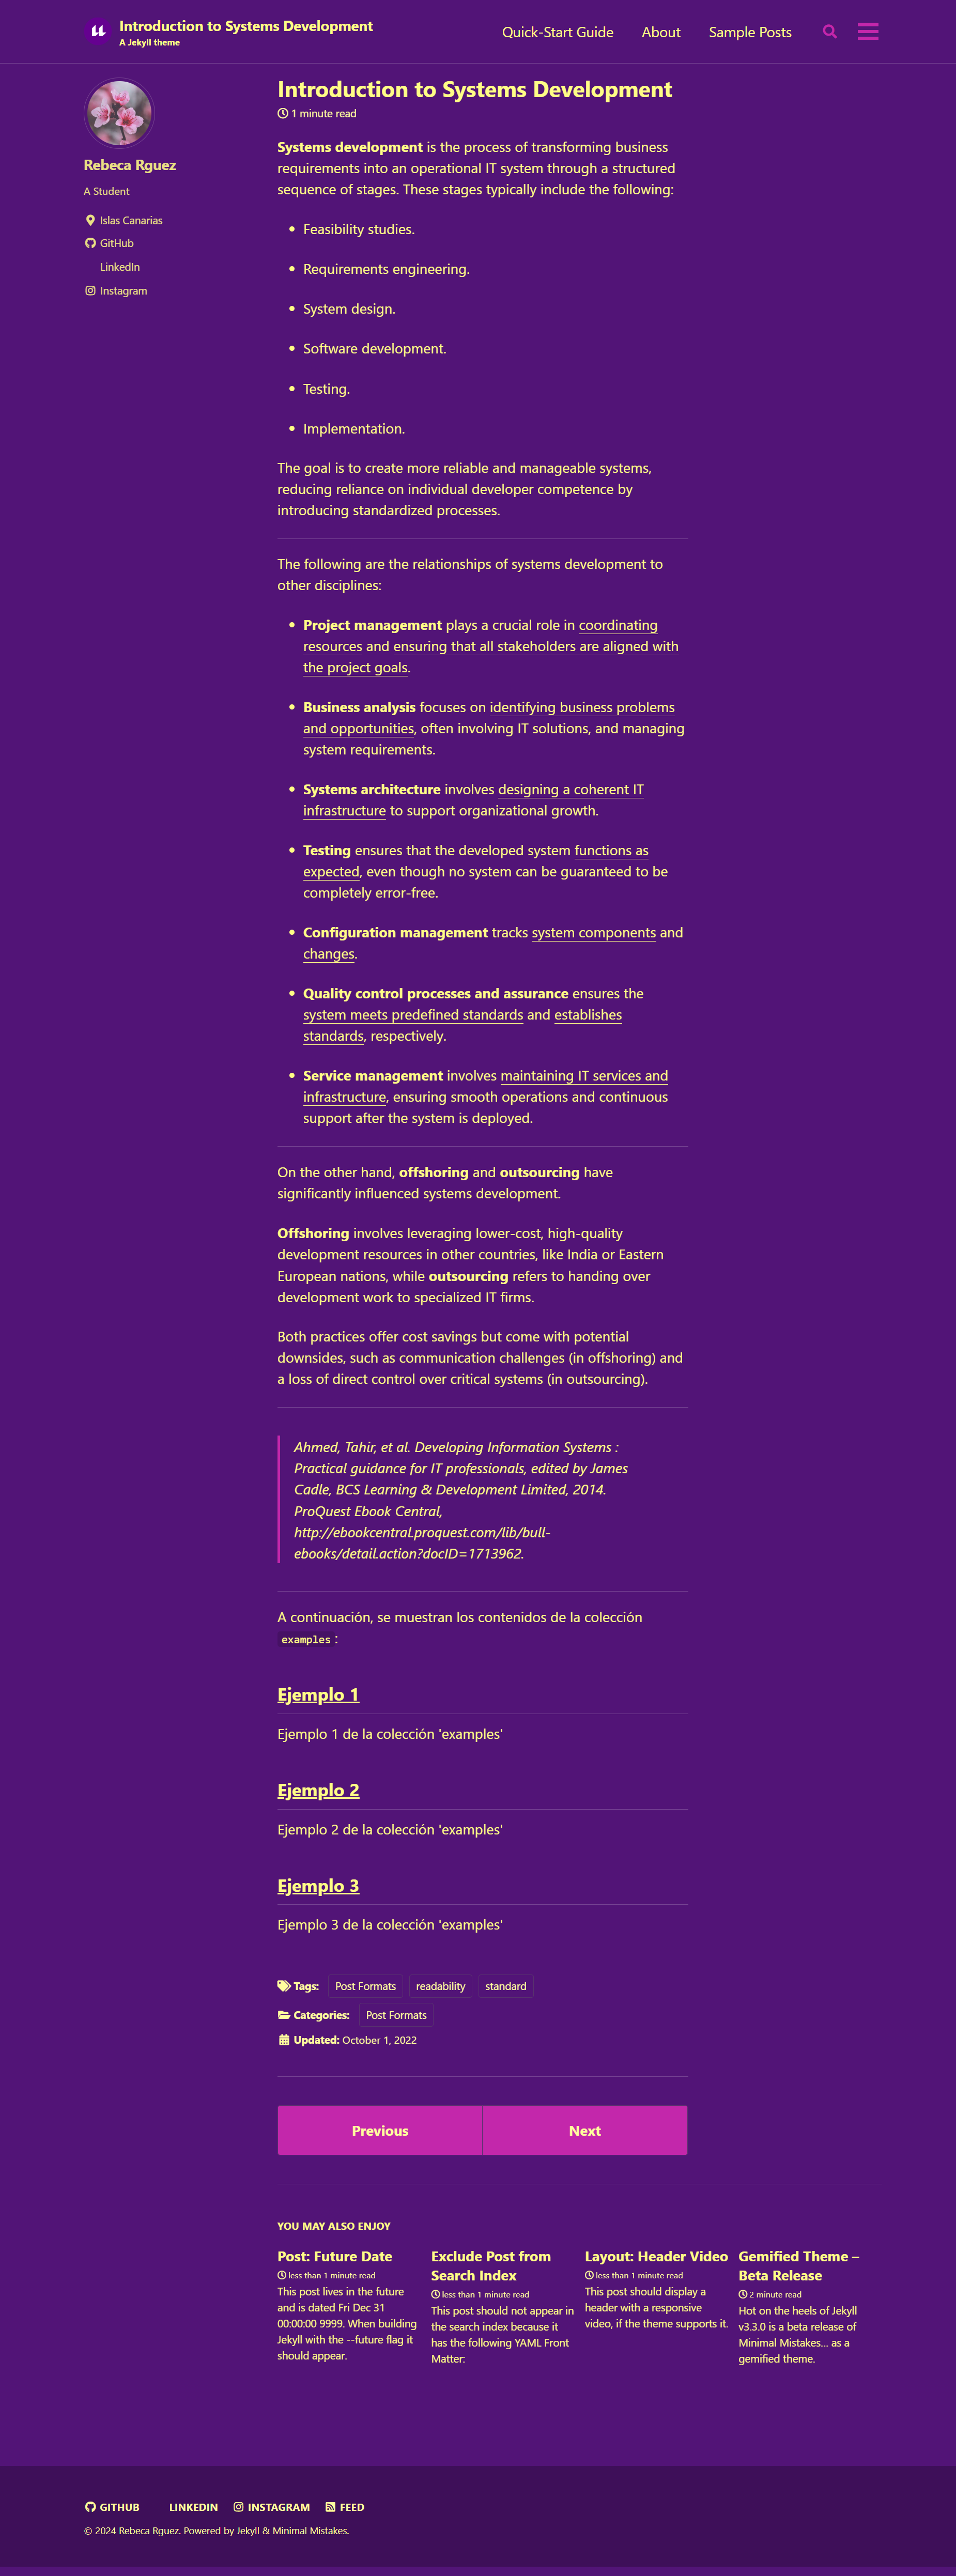 Introduction to Systems Development
A Jekyll theme
Quick-Start Guide
About
Sample Posts
Rebeca Rguez
A Student
Islas Canarias
GitHub
LinkedIn
Instagram
Introduction to Systems Development
1 minute read
Systems development is the process of transforming business
requirements into an operational IT system through a structured
sequence of stages. These stages typically include the following:
• Feasibility studies.
• Requirements engineering.
• System design.
• Software development.
• Testing.
• Implementation.
The goal is to create more reliable and manageable systems,
reducing reliance on individual developer competence by
introducing standardized processes.
The following are the relationships of systems development to
other disciplines:
• Project management plays a crucial role in coordinating
resources and ensuring that all stakeholders are aligned with
the project goals.
• Business analysis focuses on identifying business problems
and opportunities, often involving IT solutions, and managing
system requirements.
• Systems architecture involves designing a coherent IT
infrastructure to support organizational growth.
• Testing ensures that the developed system functions as
expected, even though no system can be guaranteed to be
completely error-free.
• Configuration management tracks system components and
changes.
• Quality control processes and assurance ensures the
system meets predefined standards and establishes
standards, respectively.
• Service management involves maintaining IT services and
infrastructure, ensuring smooth operations and continuous
support after the system is deployed.
On the other hand, offshoring and outsourcing have
significantly influenced systems development.
Offshoring involves leveraging lower-cost, high-quality
development resources in other countries, like India or Eastern
European nations, while outsourcing refers to handing over
development work to specialized IT firms.
Both practices offer cost savings but come with potential
downsides, such as communication challenges (in offshoring) and
a loss of direct control over critical systems (in outsourcing).
Ahmed, Tahir, et al. Developing Information Systems :
Practical guidance for IT professionals, edited by James
Cadle, BCS Learning & Development Limited, 2014.
ProQuest Ebook Central,
http://ebookcentral.proquest.com/lib/bull-
ebooks/detail.action?docID=1713962.
A continuación, se muestran los contenidos de la colección
examples :
Ejemplo 1
Ejemplo 1 de la colección 'examples'
Ejemplo 2
Ejemplo 2 de la colección 'examples'
Ejemplo 3
Ejemplo 3 de la colección 'examples'
Tags: Post Formats readability standard
Categories: Post Formats
Updated: October 1, 2022
Previous
Next
YOU MAY ALSO ENJOY
Post: Future Date
less than 1 minute read
This post lives in the future
and is dated Fri Dec 31
00:00:00 9999. When building
Jekyll with the --future flag it
should appear.
Exclude Post from
Search Index
less than 1 minute read
This post should not appear in
the search index because it
has the following YAML Front
Matter:
Layout: Header Video
less than 1 minute read
This post should display a
header with a responsive
video, if the theme supports it.
Gemified Theme –
Beta Release
2 minute read
Hot on the heels of Jekyll
v3.3.0 is a beta release of
Minimal Mistakes... as a
gemified theme.
GITHUB LINKEDIN INSTAGRAM FEED
© 2024 Rebeca Rguez. Powered by Jekyll & Minimal Mistakes.